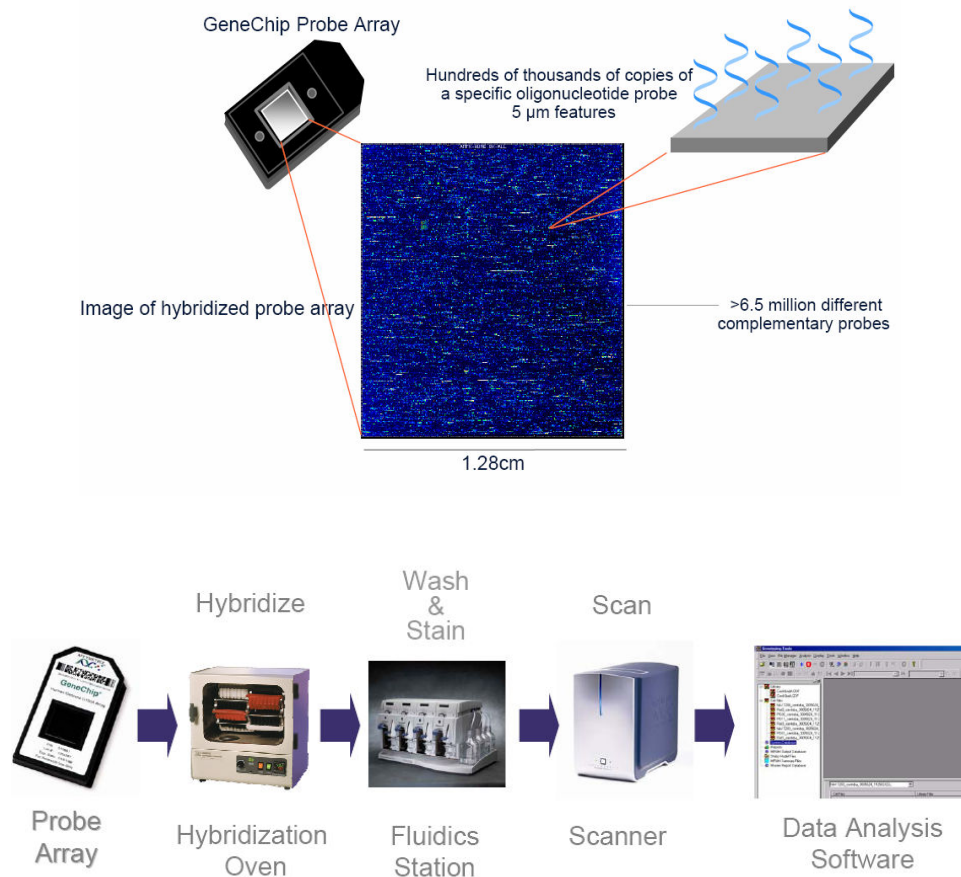 GeneChip Probe Array
Hundreds of thousands of copies of
a specific oligonucleotide probe
5 µm features
Image of hybridized probe array
>6.5 million different
complementary probes
1.28cm
Hybridize
Wash
&
Stain
Scan
GeneChip®
Probe
Array
Hybridization
Oven
Fluidics
Station
Scanner
Data Analysis
Software